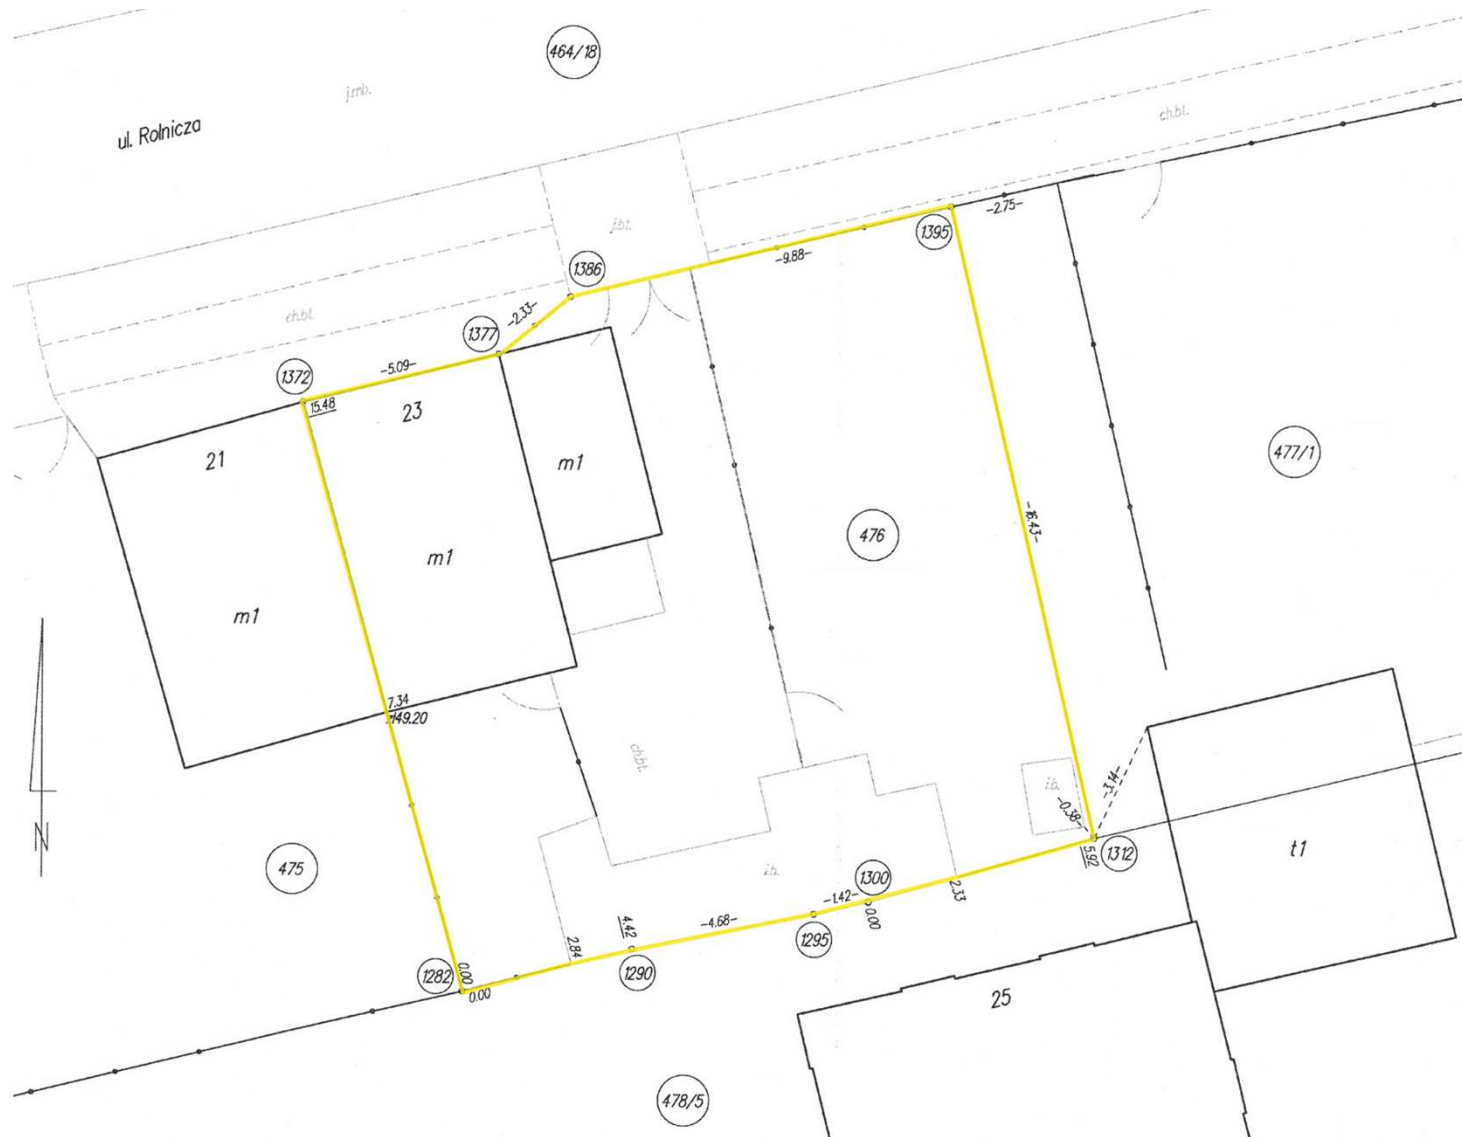 464/18
j.mb.
ul. Rolnicza
ch.bt.
j.bt.
1395
-2.75-
1386
-9.88-
ch.bt.
1377
-2.33-
1372
-5.09-
15.48
23
21
m1
477/1
476
-16.43-
m1
m1
7.34
149.20
ch.bt.
i.b.
-3.14-
-0.38-
1312
5.92
t1
475
i.b.
1300
2.33
-1.42-
0.00
4.42
-4.68-
1295
2.84
1290
1282
0.00
0.00
25
N
478/5